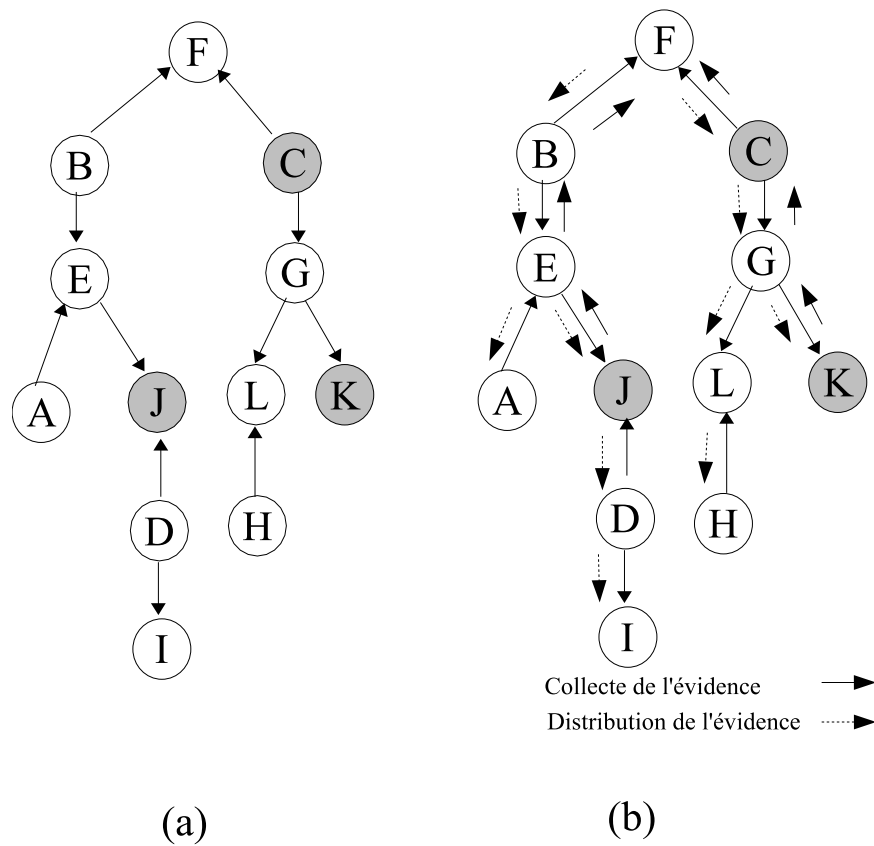 F
B
C
E
G
A
J
L
K
D
H
I
(a)
F
B
C
E
G
A
J
L
K
D
H
I
Collecte de l'évidence
Distribution de l'évidence
(b)